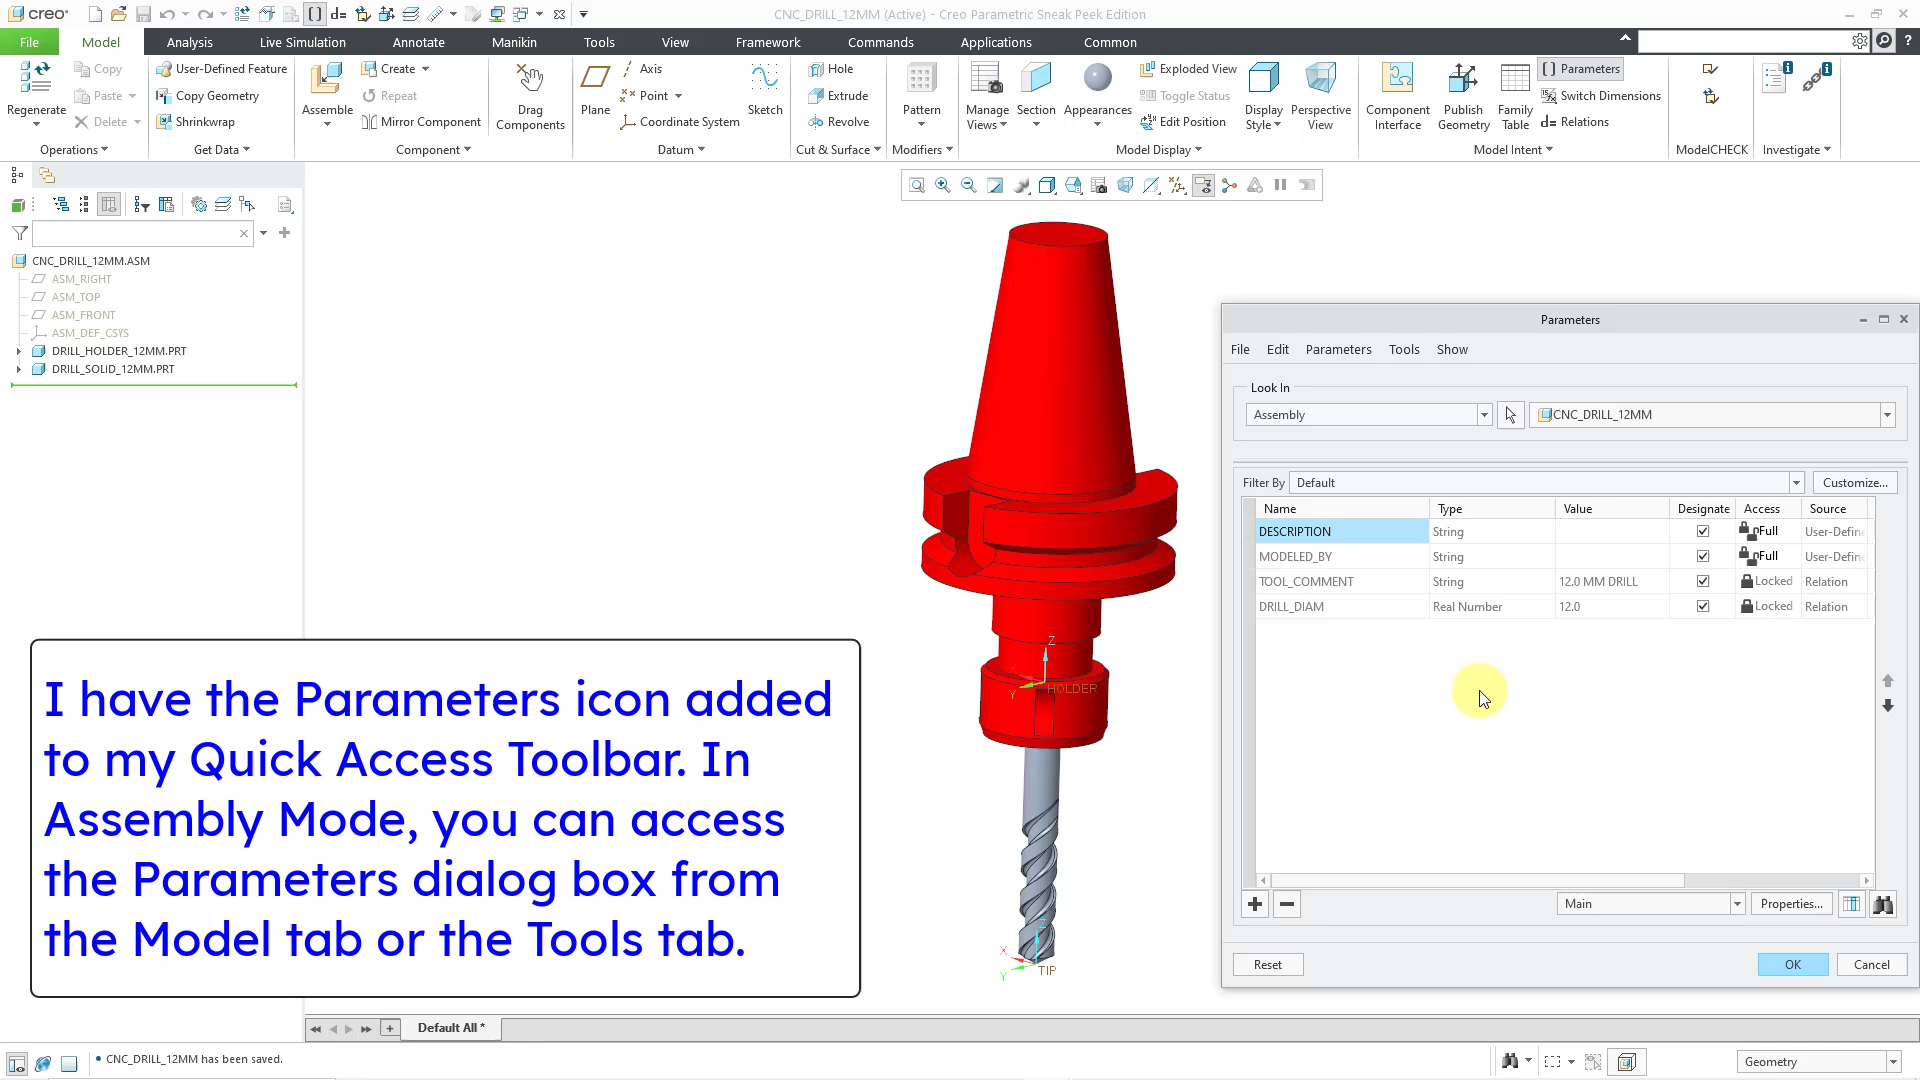 creo
CNC_DRILL_12MM (Active) - Creo Parametric Sneak Peek Edition
File
Model
Analysis
Live Simulation
Annotate
Manikin
Tools
View
Framework
Commands
Applications
Common
Regenerate
Copy
Paste
Delete
Operations
User-Defined Feature
Copy Geometry
Shrinkwrap
Get Data
Assemble
Create
Repeat
Mirror Component
Component
Drag
Components
Plane
Axis
Point
Coordinate System
Sketch
Datum
Hole
Extrude
Revolve
Cut & Surface
Pattern
Modifiers
Manage
Views
Section
Appearances
Exploded View
Toggle Status
Edit Position
Display
Style
Perspective
View
Model Display
Component
Interface
Publish
Geometry
Family
Table
Parameters
Switch Dimensions
d= Relations
Model Intent
ModelCHECK
Investigate
CNC_DRILL_12MM.ASM
ASM_RIGHT
ASM_TOP
ASM_FRONT
ASM_DEF_CSYS
DRILL_HOLDER_12MM.PRT
DRILL_SOLID_12MM.PRT
I have the Parameters icon added
to my Quick Access Toolbar. In
Assembly Mode, you can access
the Parameters dialog box from
the Model tab or the Tools tab.
Z
X
Y
HOLDER
Z
X
Y
TIP
Parameters
File Edit Parameters Tools Show
Look In
Assembly
CNC_DRILL_12MM
Filter By Default Customize...
Name Type Value Designate Access Source
DESCRIPTION String Full User-Define
MODELED_BY String Full User-Define
TOOL_COMMENT String 12.0 MM DRILL Locked Relation
DRILL_DIAM Real Number 12.0 Locked Relation
Main Properties...
Reset OK Cancel
Default All *
• CNC_DRILL_12MM has been saved.
Geometry